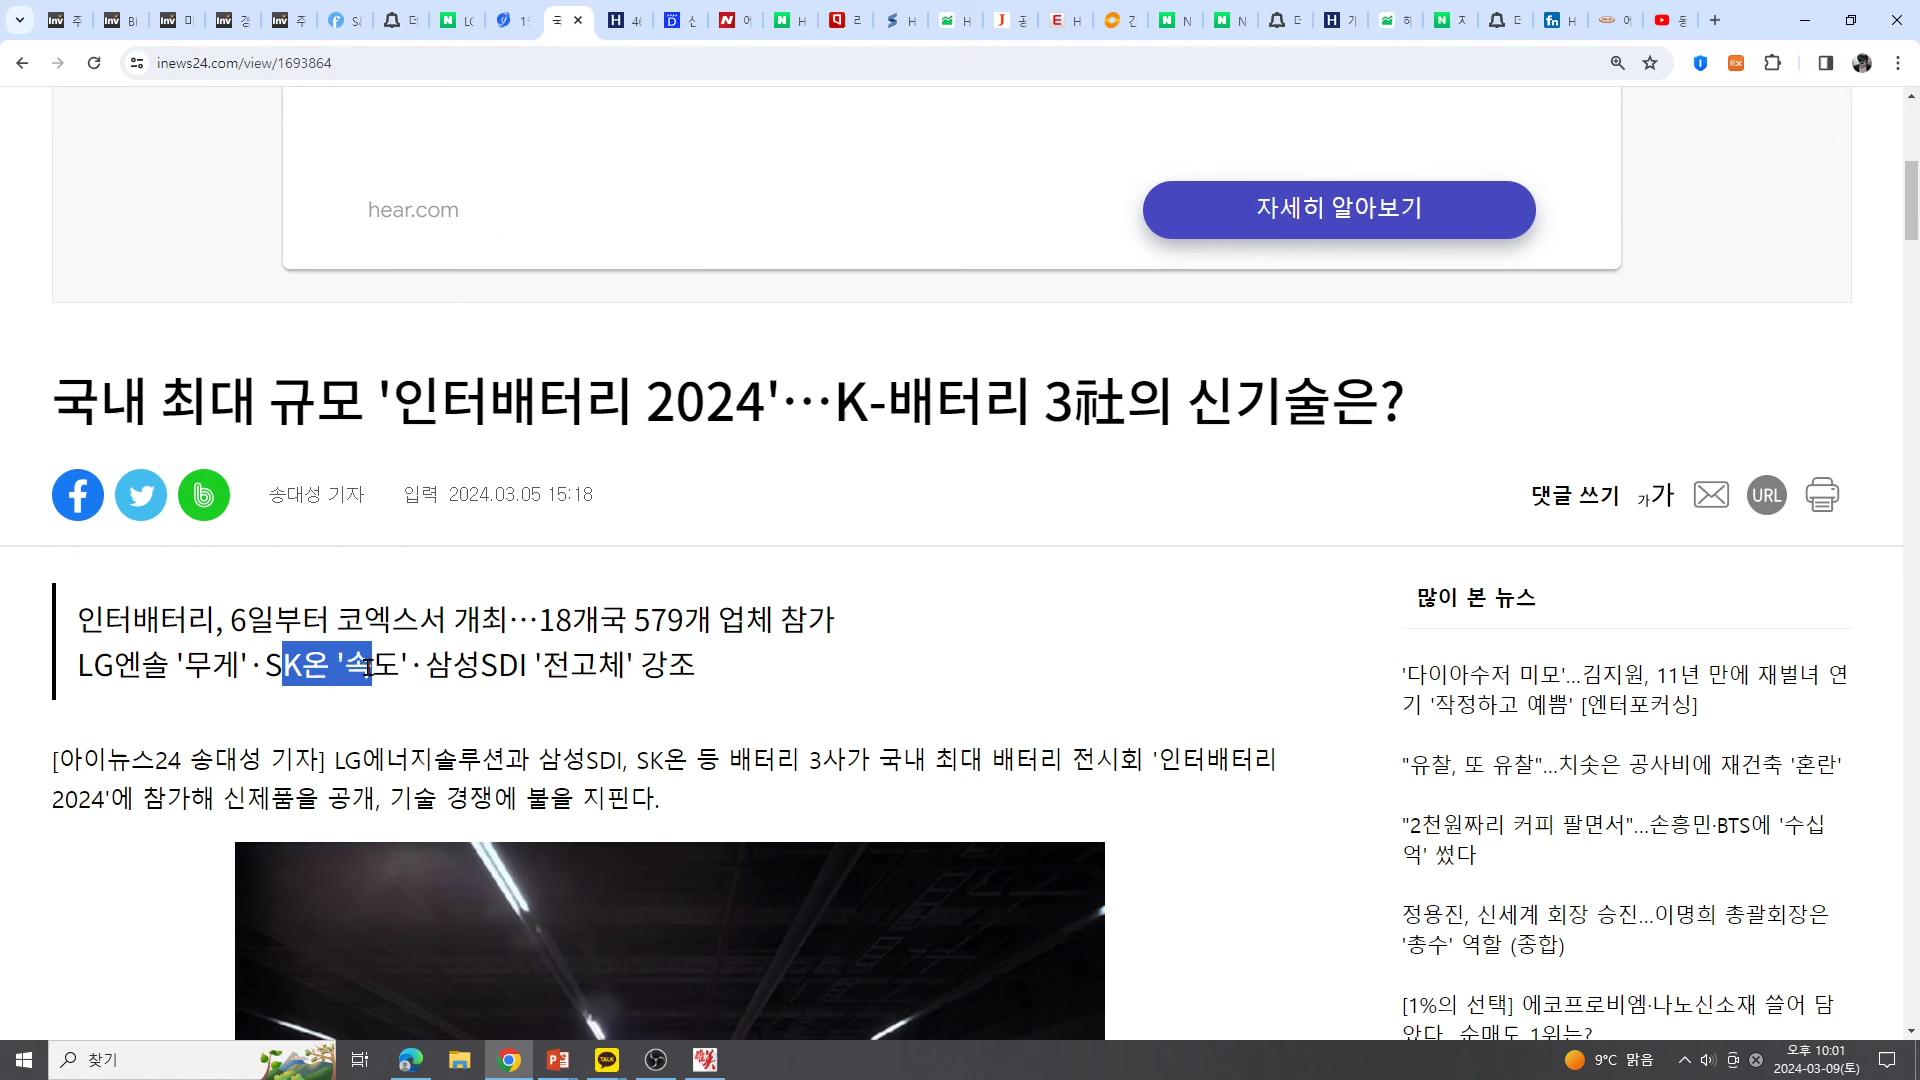 inews24.com/view/1693864
hear.com
자세히 알아보기
국내 최대 규모 '인터배터리 2024'…K-배터리 3社의 신기술은?
송대성 기자 입력 2024.03.05 15:18
댓글 쓰기 가가 URL
인터배터리, 6일부터 코엑스서 개최…18개국 579개 업체 참가
LG엔솔 '무게'·SK온 '속도'·삼성SDI '전고체' 강조
[아이뉴스24 송대성 기자] LG에너지솔루션과 삼성SDI, SK온 등 배터리 3사가 국내 최대 배터리 전시회 '인터배터리
2024'에 참가해 신제품을 공개, 기술 경쟁에 불을 지핀다.
많이 본 뉴스
'다이아수저 미모'...김지원, 11년 만에 재벌녀 연
기 '작정하고 예쁨' [엔터포커싱]
"유찰, 또 유찰"...치솟은 공사비에 재건축 '혼란'
"2천원짜리 커피 팔면서"...손흥민·BTS에 '수십
억' 썼다
정용진, 신세계 회장 승진...이명희 총괄회장은
'총수' 역할 (종합)
[1%의 선택] 에코프로비엠·나노신소재 쓸어 담
았다, 순매도 1위는?
찾기
TALK
9°C 맑음
오후 10:01
2024-03-09(토)